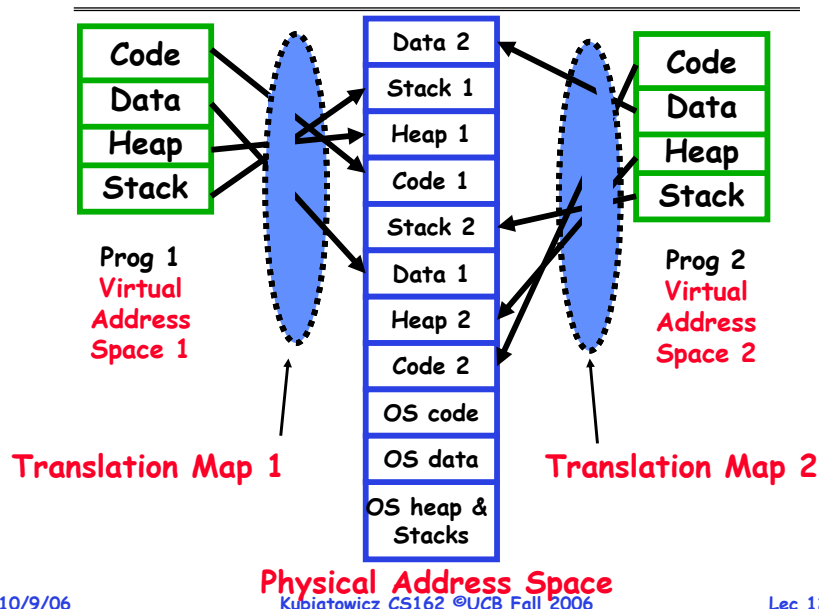 Code
Data
Heap
Stack
Prog 1
Virtual
Address
Space 1
Translation Map 1
Data 2
Stack 1
Heap 1
Code 1
Stack 2
Data 1
Heap 2
Code 2
OS code
OS data
OS heap &
Stacks
Physical Address Space
Code
Data
Heap
Stack
Prog 2
Virtual
Address
Space 2
Translation Map 2
10/9/06
Kubiatowicz CS162 ©UCB Fall 2006
Lec